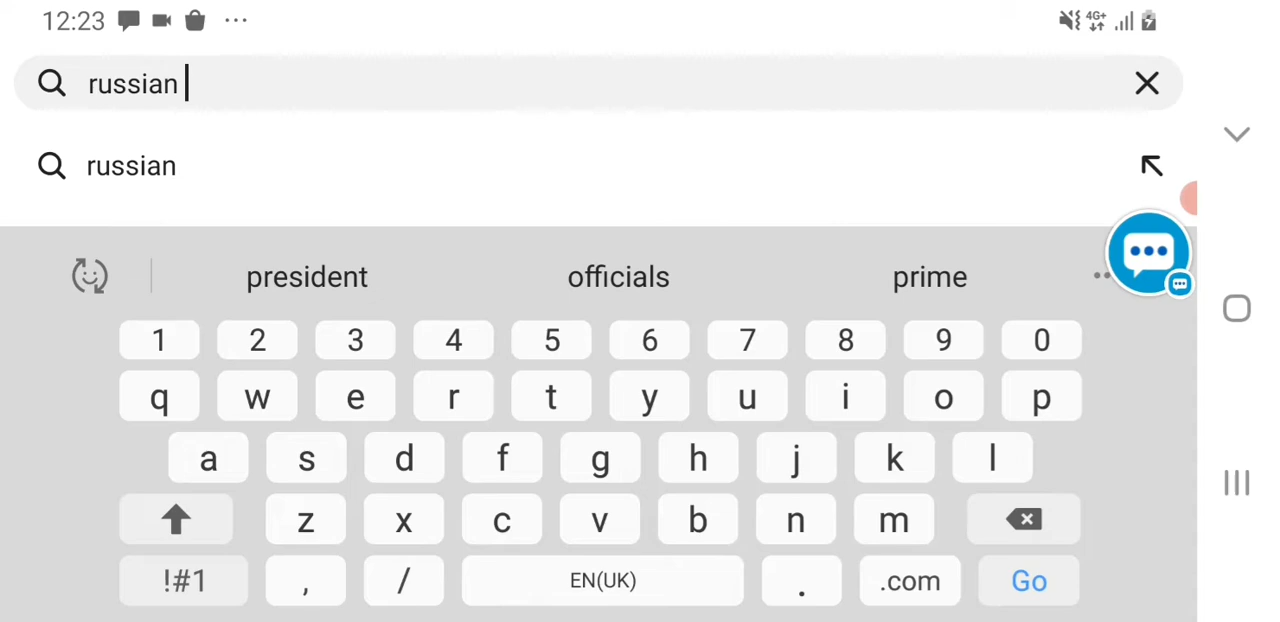 12:23 4G+
russian
russian
president officials prime
1 2 3 4 5 6 7 8 9 0
q w e r t y u i o p
a s d f g h j k l
z x c v b n m
!#1 , / EN(UK) . .com Go